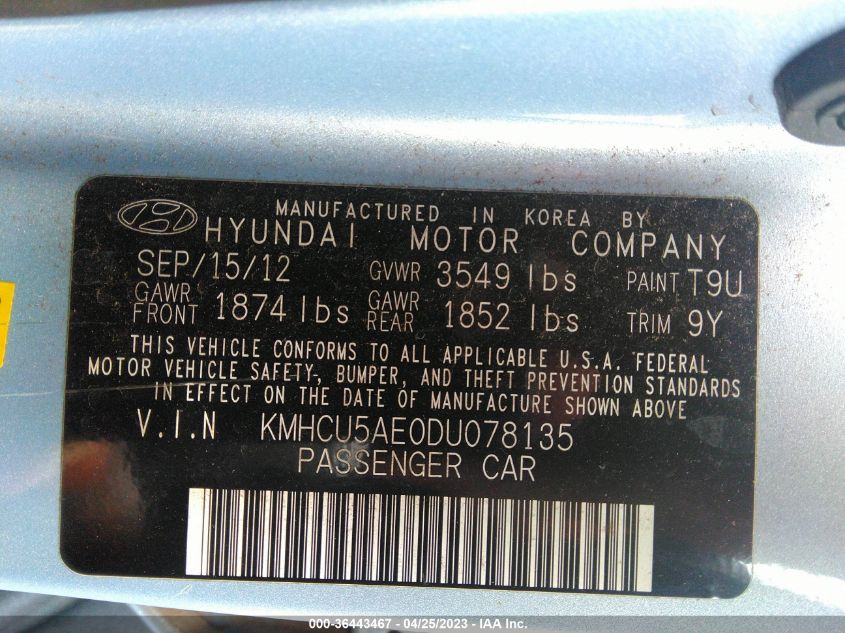 MANUFACTURED IN KOREA BY
HYUNDAI MOTOR COMPANY
SEP/15/12 GVWR 3549 lbs PAINT T9U
GAWR FRONT 1874 lbs GAWR REAR 1852 lbs TRIM 9Y
THIS VEHICLE CONFORMS TO ALL APPLICABLE U.S.A. FEDERAL
MOTOR VEHICLE SAFETY, BUMPER, AND THEFT PREVENTION STANDARDS
IN EFFECT ON THE DATE OF MANUFACTURE SHOWN ABOVE
V.I.N KMHCU5AE0DU078135
PASSENGER CAR
000-36443467 - 04/25/2023 - IAA Inc.